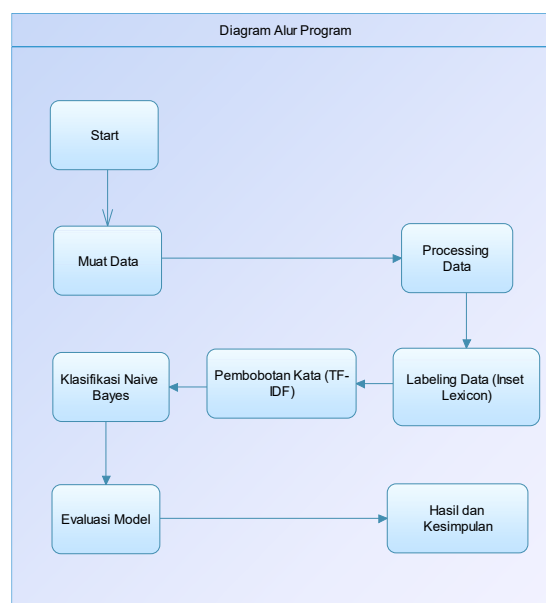 Diagram Alur Program
Start
Muat Data
Processing
Data
Labeling Data (Inset
Lexicon)
Pembobotan Kata (TF-
IDF)
Klasifikasi Naive
Bayes
Evaluasi Model
Hasil dan
Kesimpulan